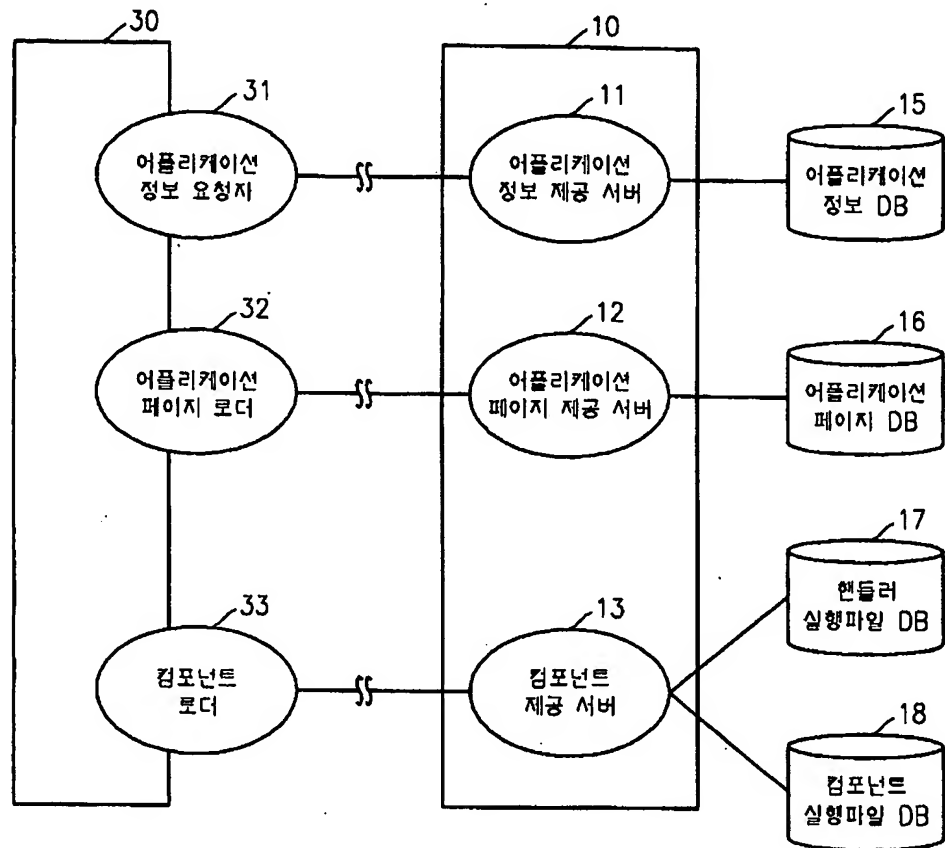 30
10
31
11
15
어플리케이션
정보 요청자
어플리케이션
정보 제공 서버
어플리케이션
정보 DB
32
12
16
어플리케이션
페이지 로더
어플리케이션
페이지 제공 서버
어플리케이션
페이지 DB
17
핸들러
실행파일 DB
33
13
컴포넌트
로더
컴포넌트
제공 서버
18
컴포넌트
실행파일 DB